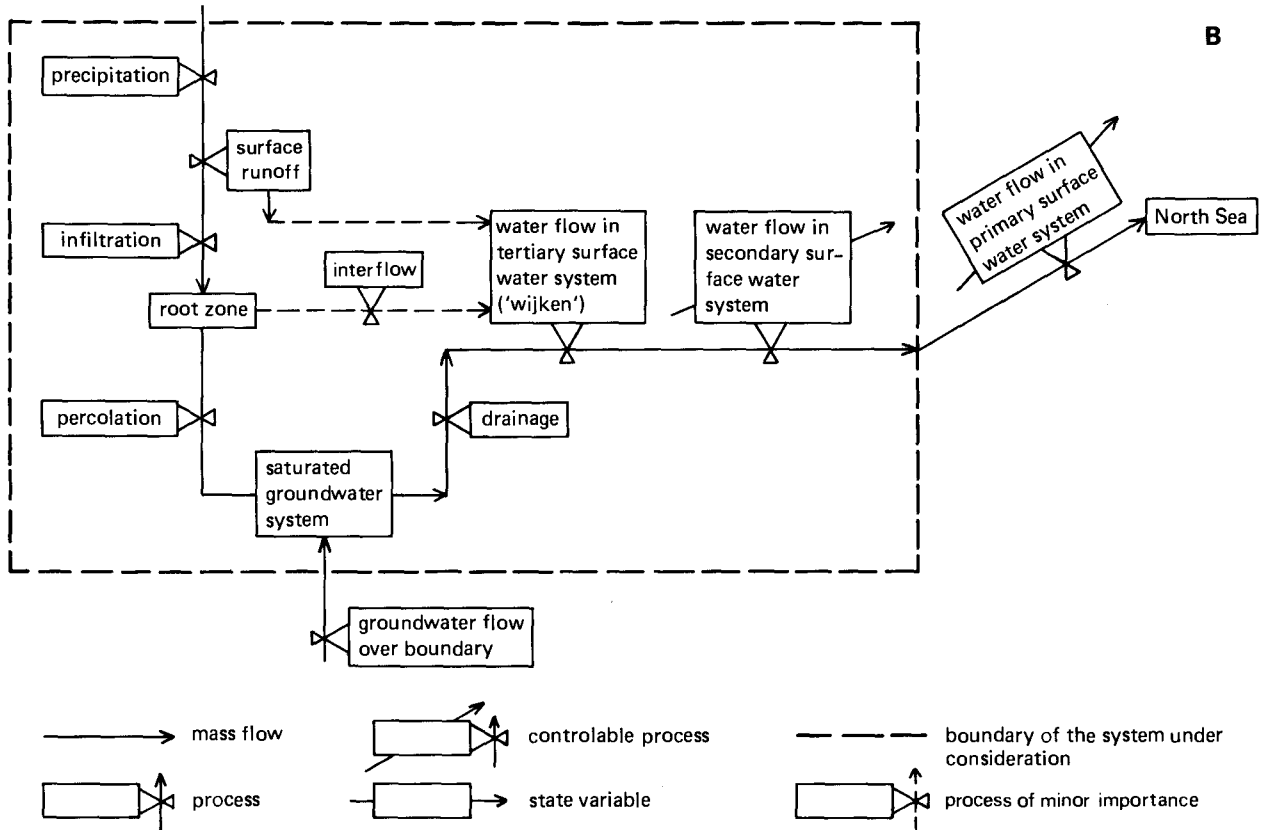 B
precipitation
surface
runoff
infiltration
interflow
root zone
water flow in
tertiary surface
water system
('wijken')
water flow in
secondary sur-
face water
system
water flow in
primary surface
water system
North Sea
percolation
drainage
saturated
groundwater
system
groundwater flow
over boundary
mass flow
controlable process
boundary of the system under
consideration
process
state variable
process of minor importance